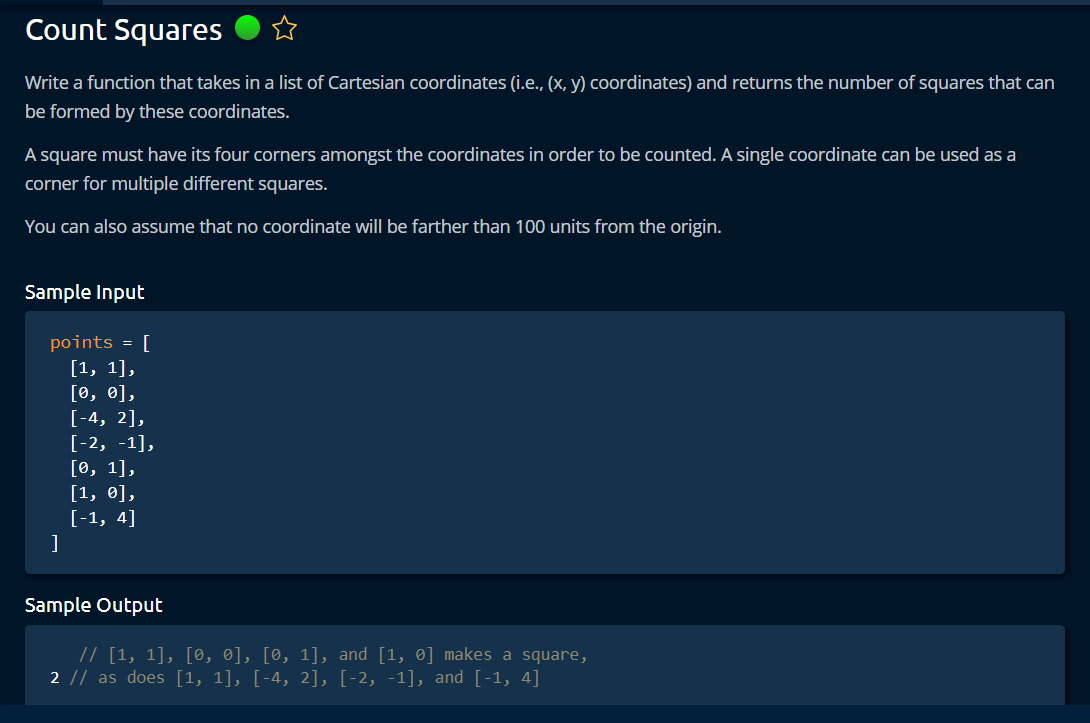 Count Squares
Write a function that takes in a list of Cartesian coordinates (i.e., (x, y) coordinates) and returns the number of squares that can
be formed by these coordinates.
A square must have its four corners amongst the coordinates in order to be counted. A single coordinate can be used as a
corner for multiple different squares.
You can also assume that no coordinate will be farther than 100 units from the origin.
Sample Input
points = [
[1, 1],
[0, 0],
[-4, 2],
[-2, -1],
[0, 1],
[1, 0],
[-1, 4]
]
Sample Output
// [1, 1], [0, 0], [0, 1], and [1, 0] makes a square,
2 // as does [1, 1], [-4, 2], [-2, -1], and [-1, 4]